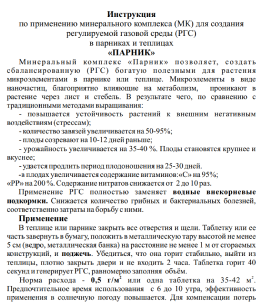 Инструкция
по применению минерального комплекса (МК) для создания
регулируемой газовой среды (РГС)
в парниках и теплицах
«ПАРНИК»
Минеральный комплекс «Парник» позволяет, создать
сбалансированную (РГС) богатую полезными для растения
микроэлементами в парнике или теплице. Микроэлементы в виде
наночастиц, благоприятно влияющие на метаболизм, проникают в
растение через лист и стебель. В результате чего, по сравнению с
традиционными методами выращивания:
- повышается устойчивость растений к внешним негативным
воздействиям (стрессам);
- количество завязей увеличивается на 50-95%;
- плоды созревают на 10-12 дней раньше;
- урожайность увеличивается на 35-40 %. Плоды становятся крупнее и
вкуснее;
-удается продлить период плодоношения на 25-30 дней.
-в плодах увеличивается содержание витаминов:«С» на 95%;
«РР» на 200 %. Содержание нитратов снижается от 2 до 10 раз.
Применение РГС полностью заменяет водные внекорневые
подкормки. Снижается количество грибных и бактериальных болезней,
соответственно затраты на борьбу с ними.
Применение
В теплице или парнике закрыть все отверстия и щели. Таблетку или ее
часть завернуть в бумагу, положить в металлическую тару высотой не менее
5 см (ведро, металлическая банка) на расстояние не менее 1 м от сгораемых
конструкций, и поджечь. Убедиться, что она горит стабильно, выйти из
теплицы, плотно закрыть двери и не входить 2 часа. Таблетка горит 40
секунд и генерирует РГС, равномерно заполняя объём.
Норма расхода - 0,5 г/м² или одна таблетка на 35-42 м².
Предпочтительное время использования с 6 до 10 утра, эффективность
применения в солнечную погоду повышается. Для компенсации потерь